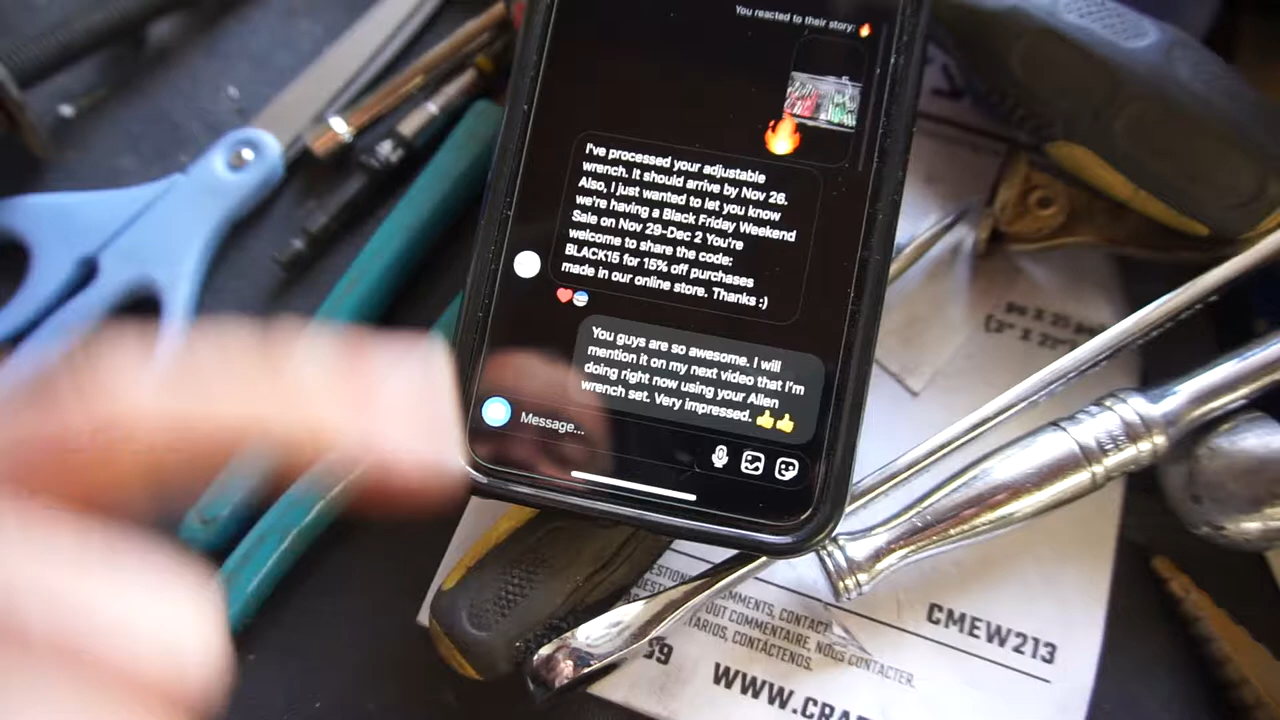 You reacted to their story:
I've processed your adjustable
wrench. It should arrive by Nov 26.
Also, I just wanted to let you know
we're having a Black Friday Weekend
Sale on Nov 29-Dec 2 You're
welcome to share the code:
BLACK15 for 15% off purchases
made in our online store. Thanks :)
You guys are so awesome. I will
mention it on my next video that I'm
doing right now using your Allen
wrench set. Very impressed. 👍👍
Message...
CMEW213
MMENTS, CONTACT
OUT COMMENTAIRE, NOUS CONTACTER.
TARIOS, CONTÁCTENOS.
WWW.CRA